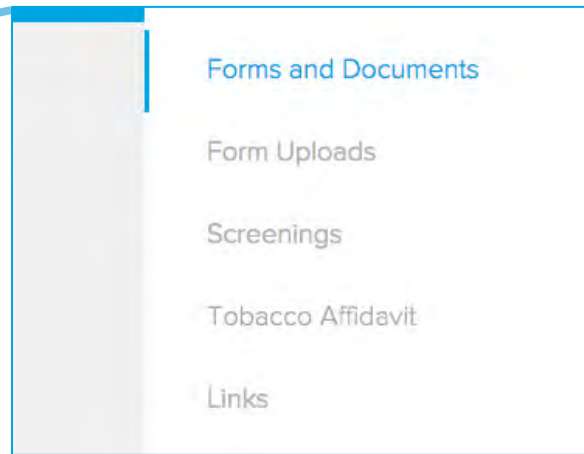 Forms and Documents
Form Uploads
Screenings
Tobacco Affidavit
Links